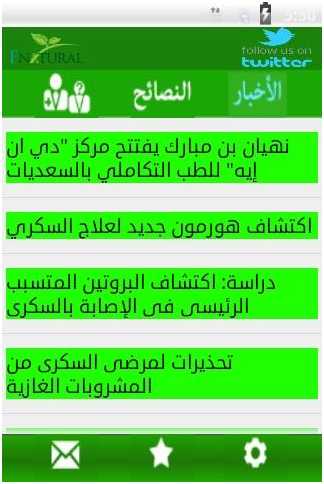 5:50
ENATURAL
follow us on
twitter
الأخبار
النصائح
نهيان بن مبارك يفتتح مركز "دي ان
إيه" للطب التكاملي بالسعديات
اكتشاف هورمون جديد لعلاج السكري
دراسة: اكتشاف البروتين المتسبب
الرئيسى فى الإصابة بالسكرى
تحذيرات لمرضى السكرى من
المشروبات الغازية